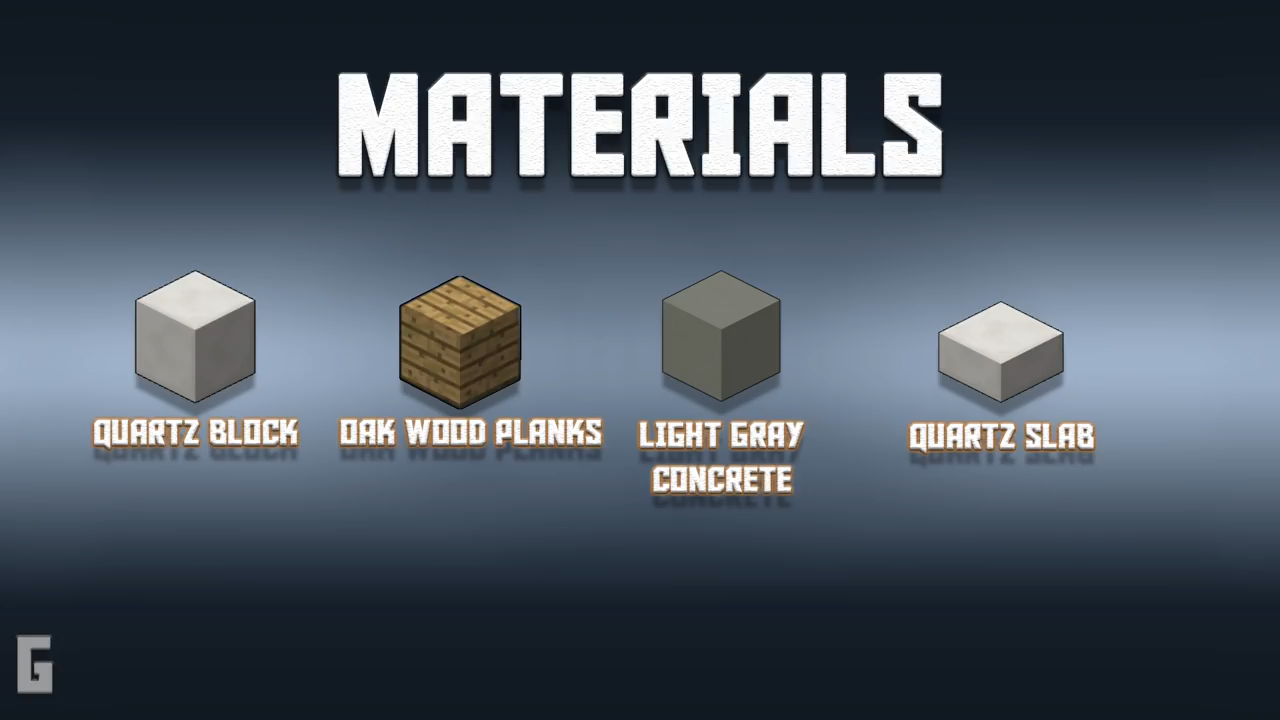 MATERIALS
QUARTZ BLOCK
OAK WOOD PLANKS
LIGHT GRAY
CONCRETE
QUARTZ SLAB
G